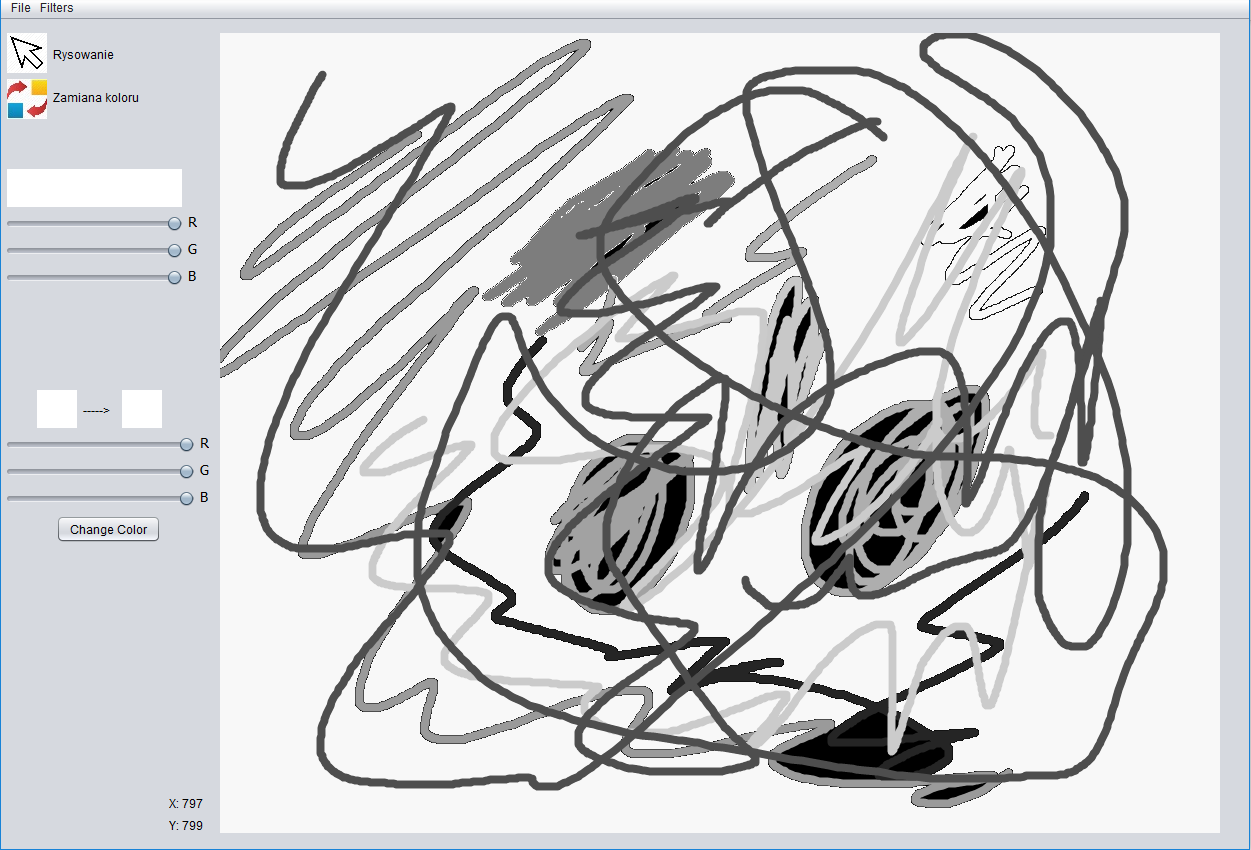 File Filters
Rysowanie
Zamiana koloru
R
G
B
----->
R
G
B
Change Color
X: 797
Y: 799